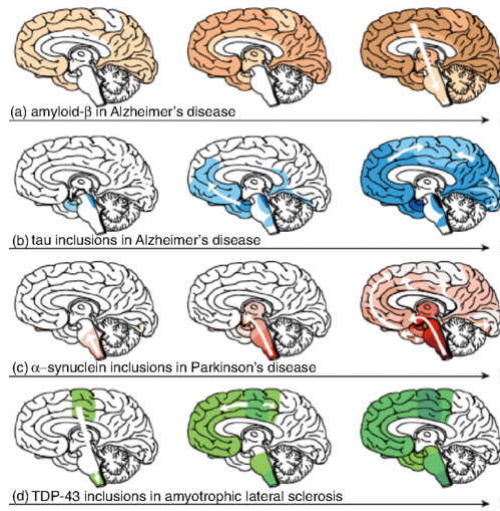 (a) amyloid-β in Alzheimer's disease
(b) tau inclusions in Alzheimer's disease
(c) α–synuclein inclusions in Parkinson's disease
(d) TDP-43 inclusions in amyotrophic lateral sclerosis